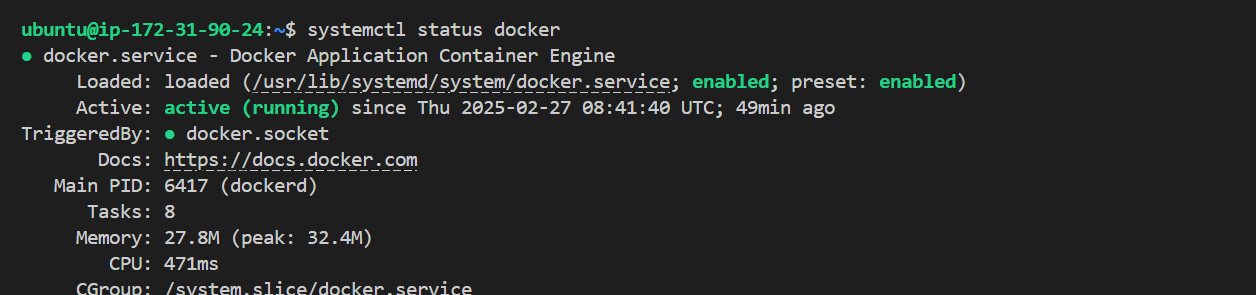 ubuntu@ip-172-31-90-24:~$ systemctl status docker
● docker.service - Docker Application Container Engine
Loaded: loaded (/usr/lib/systemd/system/docker.service; enabled; preset: enabled)
Active: active (running) since Thu 2025-02-27 08:41:40 UTC; 49min ago
TriggeredBy: ● docker.socket
Docs: https://docs.docker.com
Main PID: 6417 (dockerd)
Tasks: 8
Memory: 27.8M (peak: 32.4M)
CPU: 471ms
CGroup: /system.slice/docker.service